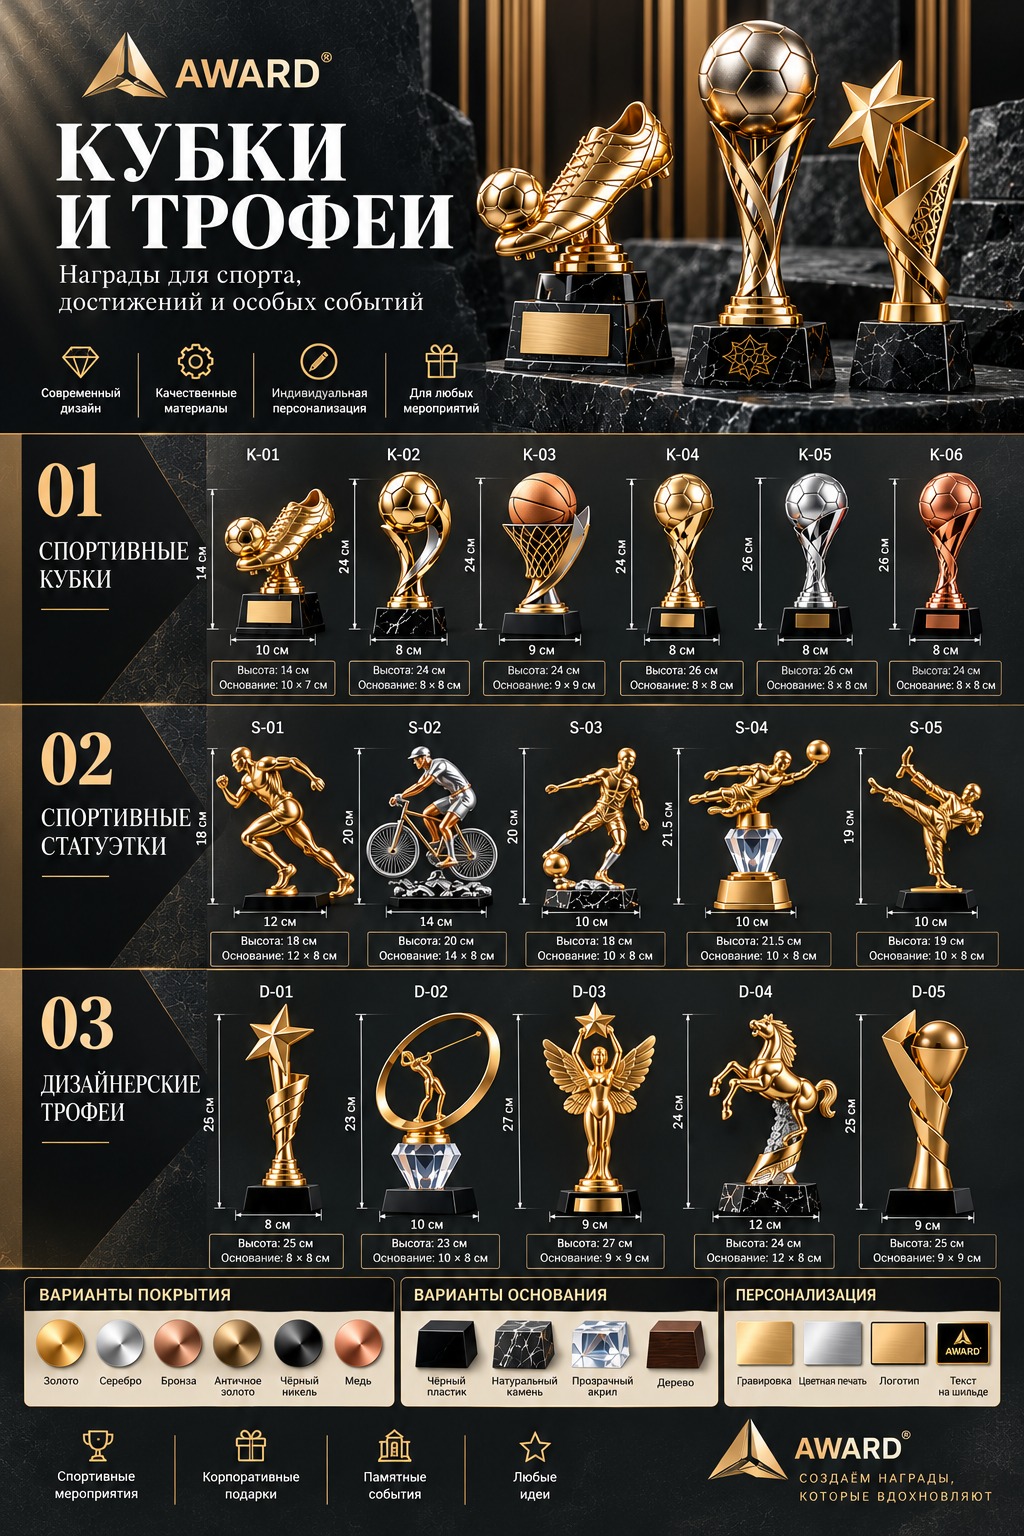 AWARD®
КУБКИ
И ТРОФЕИ
Награды для спорта,
достижений и особых событий
Современный
дизайн
Качественные
материалы
Индивидуальная
персонализация
Для любых
мероприятий
01
СПОРТИВНЫЕ
КУБКИ
K-01
14 см
10 см
Высота: 14 см
Основание: 10 × 7 см
K-02
24 см
8 см
Высота: 24 см
Основание: 8 × 8 см
K-03
24 см
9 см
Высота: 24 см
Основание: 9 × 9 см
K-04
24 см
8 см
Высота: 26 см
Основание: 8 × 8 см
K-05
26 см
8 см
Высота: 26 см
Основание: 8 × 8 см
K-06
26 см
8 см
Высота: 24 см
Основание: 8 × 8 см
02
СПОРТИВНЫЕ
СТАТУЭТКИ
S-01
18 см
12 см
Высота: 18 см
Основание: 12 × 8 см
S-02
20 см
14 см
Высота: 20 см
Основание: 14 × 8 см
S-03
20 см
10 см
Высота: 18 см
Основание: 10 × 8 см
S-04
21.5 см
10 см
Высота: 21.5 см
Основание: 10 × 8 см
S-05
19 см
10 см
Высота: 19 см
Основание: 10 × 8 см
03
ДИЗАЙНЕРСКИЕ
ТРОФЕИ
D-01
25 см
8 см
Высота: 25 см
Основание: 8 × 8 см
D-02
23 см
10 см
Высота: 23 см
Основание: 10 × 8 см
D-03
27 см
9 см
Высота: 27 см
Основание: 9 × 9 см
D-04
24 см
12 см
Высота: 24 см
Основание: 12 × 8 см
D-05
25 см
9 см
Высота: 25 см
Основание: 9 × 9 см
ВАРИАНТЫ ПОКРЫТИЯ
Золото
Серебро
Бронза
Античное
золото
Чёрный
никель
Медь
ВАРИАНТЫ ОСНОВАНИЯ
Чёрный
пластик
Натуральный
камень
Прозрачный
акрил
Дерево
ПЕРСОНАЛИЗАЦИЯ
Гравировка
Цветная печать
Логотип
AWARD
Текст
на шильде
Спортивные
мероприятия
Корпоративные
подарки
Памятные
события
Любые
идеи
AWARD®
СОЗДАЁМ НАГРАДЫ,
КОТОРЫЕ ВДОХНОВЛЯЮТ